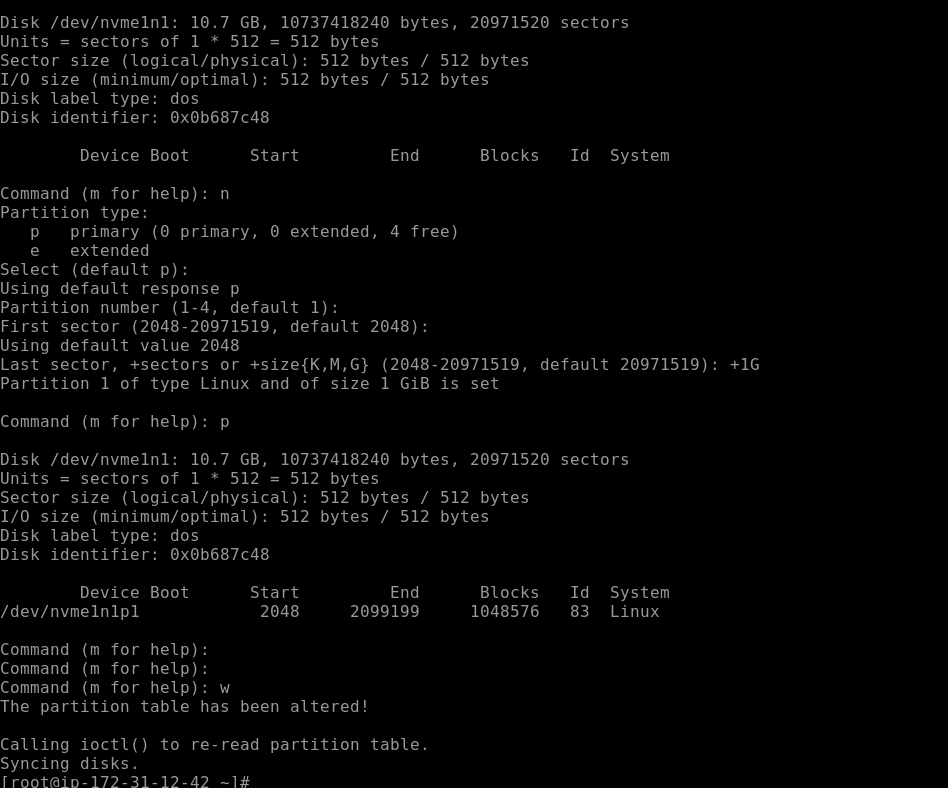 Disk /dev/nvme1n1: 10.7 GB, 10737418240 bytes, 20971520 sectors
Units = sectors of 1 * 512 = 512 bytes
Sector size (logical/physical): 512 bytes / 512 bytes
I/O size (minimum/optimal): 512 bytes / 512 bytes
Disk label type: dos
Disk identifier: 0x0b687c48
        Device Boot      Start         End      Blocks   Id  System
Command (m for help): n
Partition type:
   p   primary (0 primary, 0 extended, 4 free)
   e   extended
Select (default p):
Using default response p
Partition number (1-4, default 1):
First sector (2048-20971519, default 2048):
Using default value 2048
Last sector, +sectors or +size{K,M,G} (2048-20971519, default 20971519): +1G
Partition 1 of type Linux and of size 1 GiB is set
Command (m for help): p
Disk /dev/nvme1n1: 10.7 GB, 10737418240 bytes, 20971520 sectors
Units = sectors of 1 * 512 = 512 bytes
Sector size (logical/physical): 512 bytes / 512 bytes
I/O size (minimum/optimal): 512 bytes / 512 bytes
Disk label type: dos
Disk identifier: 0x0b687c48
        Device Boot      Start         End      Blocks   Id  System
/dev/nvme1n1p1            2048     2099199     1048576   83  Linux
Command (m for help):
Command (m for help):
Command (m for help): w
The partition table has been altered!
Calling ioctl() to re-read partition table.
Syncing disks.
[root@ip-172-31-12-42 ~]#